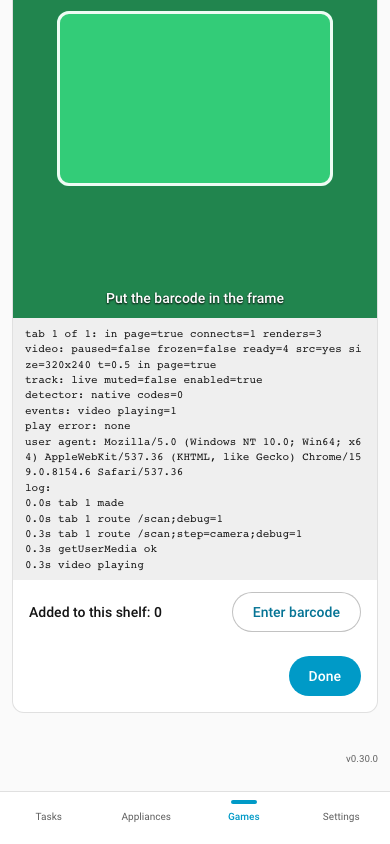 Put the barcode in the frame
tab 1 of 1: in page=true connects=1 renders=3
video: paused=false frozen=false ready=4 src=yes si
ze=320x240 t=0.5 in page=true
track: live muted=false enabled=true
detector: native codes=0
events: video playing=1
play error: none
user agent: Mozilla/5.0 (Windows NT 10.0; Win64; x6
4) AppleWebKit/537.36 (KHTML, like Gecko) Chrome/15
9.0.8154.6 Safari/537.36
log:
0.0s tab 1 made
0.0s tab 1 route /scan;debug=1
0.3s tab 1 route /scan;step=camera;debug=1
0.3s getUserMedia ok
0.3s video playing
Added to this shelf: 0
Enter barcode
Done
v0.30.0
Tasks
Appliances
Games
Settings